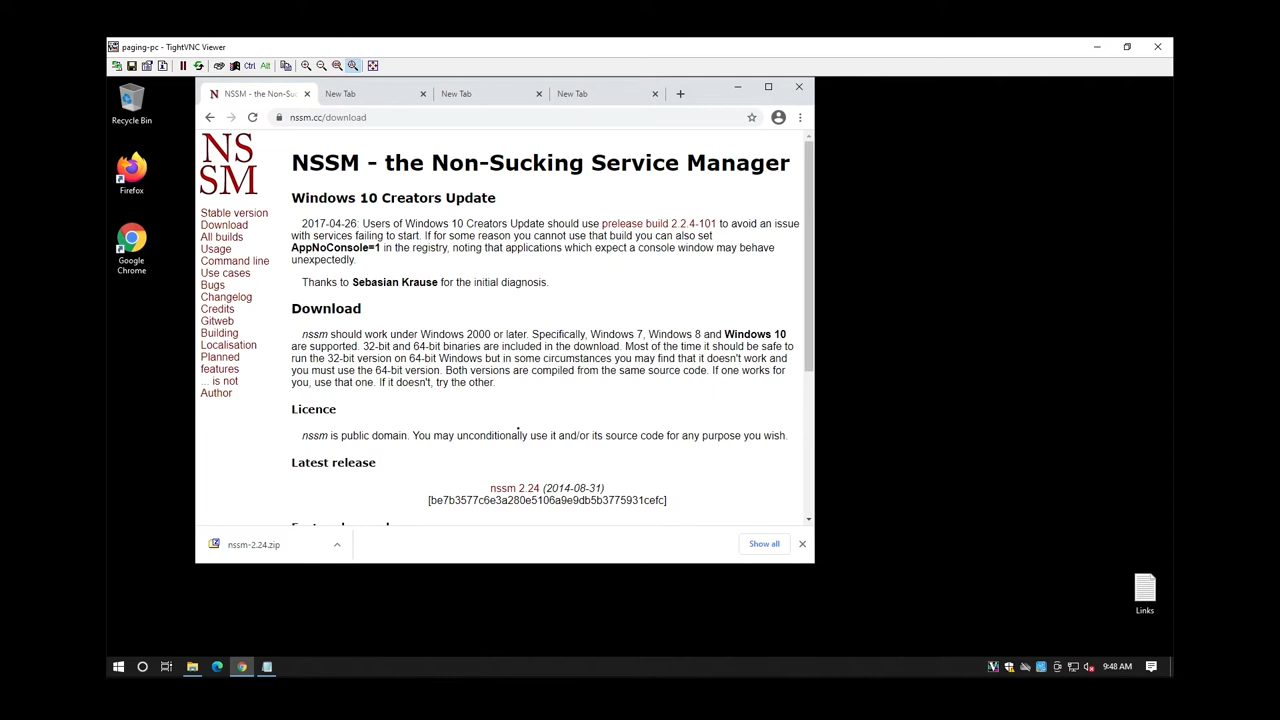 paging-pc - TightVNC Viewer
Ctrl Alt
Recycle Bin
Firefox
Google
Chrome
NSSM - the Non-Suc
New Tab
New Tab
New Tab
nssm.cc/download
NS
SM
Stable version
Download
All builds
Usage
Command line
Use cases
Bugs
Changelog
Credits
Gitweb
Building
Localisation
Planned
features
... is not
Author
NSSM - the Non-Sucking Service Manager
Windows 10 Creators Update
2017-04-26: Users of Windows 10 Creators Update should use prelease build 2.2.4-101 to avoid an issue
with services failing to start. If for some reason you cannot use that build you can also set
AppNoConsole=1 in the registry, noting that applications which expect a console window may behave
unexpectedly.
Thanks to Sebasian Krause for the initial diagnosis.
Download
nssm should work under Windows 2000 or later. Specifically, Windows 7, Windows 8 and Windows 10
are supported. 32-bit and 64-bit binaries are included in the download. Most of the time it should be safe to
run the 32-bit version on 64-bit Windows but in some circumstances you may find that it doesn't work and
you must use the 64-bit version. Both versions are compiled from the same source code. If one works for
you, use that one. If it doesn't, try the other.
Licence
nssm is public domain. You may unconditionally use it and/or its source code for any purpose you wish.
Latest release
nssm 2.24 (2014-08-31)
[be7b3577c6e3a280e5106a9e9db5b3775931cefc]
nssm-2.24.zip
Show all
Links
9:48 AM